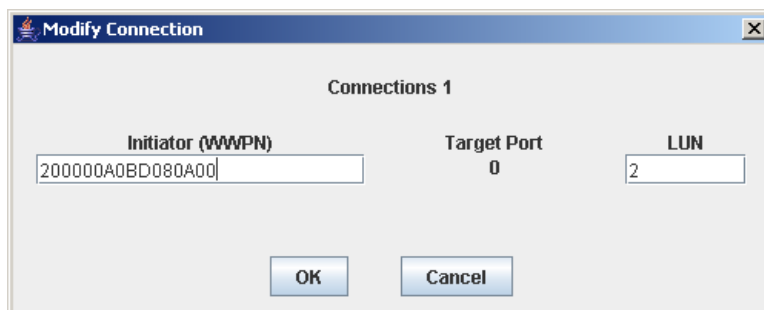 Modify Connection
Connections 1
Initiator (WWPN) Target Port LUN
200000A0BD080A00 0 2
OK Cancel